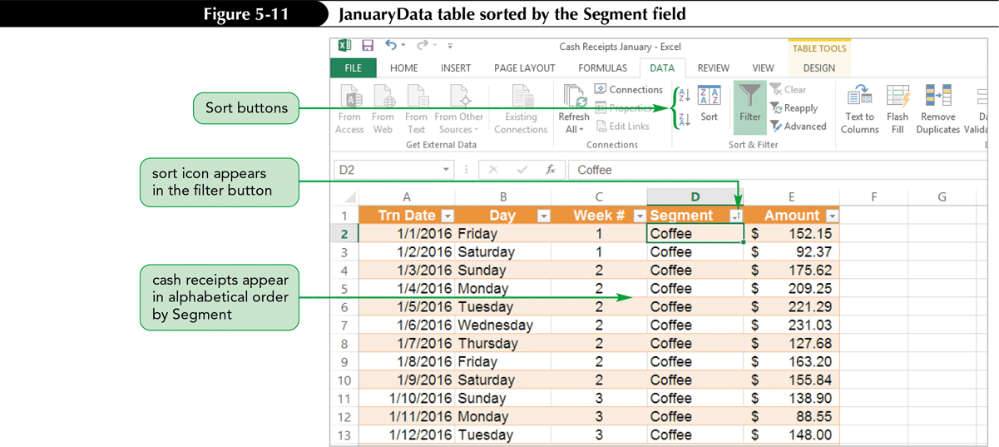 Figure 5-11 JanuaryData table sorted by the Segment field
Cash Receipts January - Excel
TABLE TOOLS
FILE HOME INSERT PAGE LAYOUT FORMULAS DATA REVIEW VIEW DESIGN
Sort buttons
From Access
From Web
From Text
From Other Sources
Existing Connections
Get External Data
Refresh All
Connections
Properties
Edit Links
Connections
Sort
Filter
Clear
Reapply
Advanced
Sort & Filter
Text to Columns
Flash Fill
Remove Duplicates
sort icon appears
in the filter button
D2 fx Coffee
A B C D E F G
1 Trn Date Day Week # Segment Amount
2 1/1/2016 Friday 1 Coffee $ 152.15
3 1/2/2016 Saturday 1 Coffee $ 92.37
4 1/3/2016 Sunday 2 Coffee $ 175.62
5 1/4/2016 Monday 2 Coffee $ 209.25
6 1/5/2016 Tuesday 2 Coffee $ 221.29
7 1/6/2016 Wednesday 2 Coffee $ 231.03
8 1/7/2016 Thursday 2 Coffee $ 127.68
9 1/8/2016 Friday 2 Coffee $ 163.20
10 1/9/2016 Saturday 2 Coffee $ 155.84
11 1/10/2016 Sunday 3 Coffee $ 138.90
12 1/11/2016 Monday 3 Coffee $ 88.55
13 1/12/2016 Tuesday 3 Coffee $ 148.00
cash receipts appear
in alphabetical order
by Segment